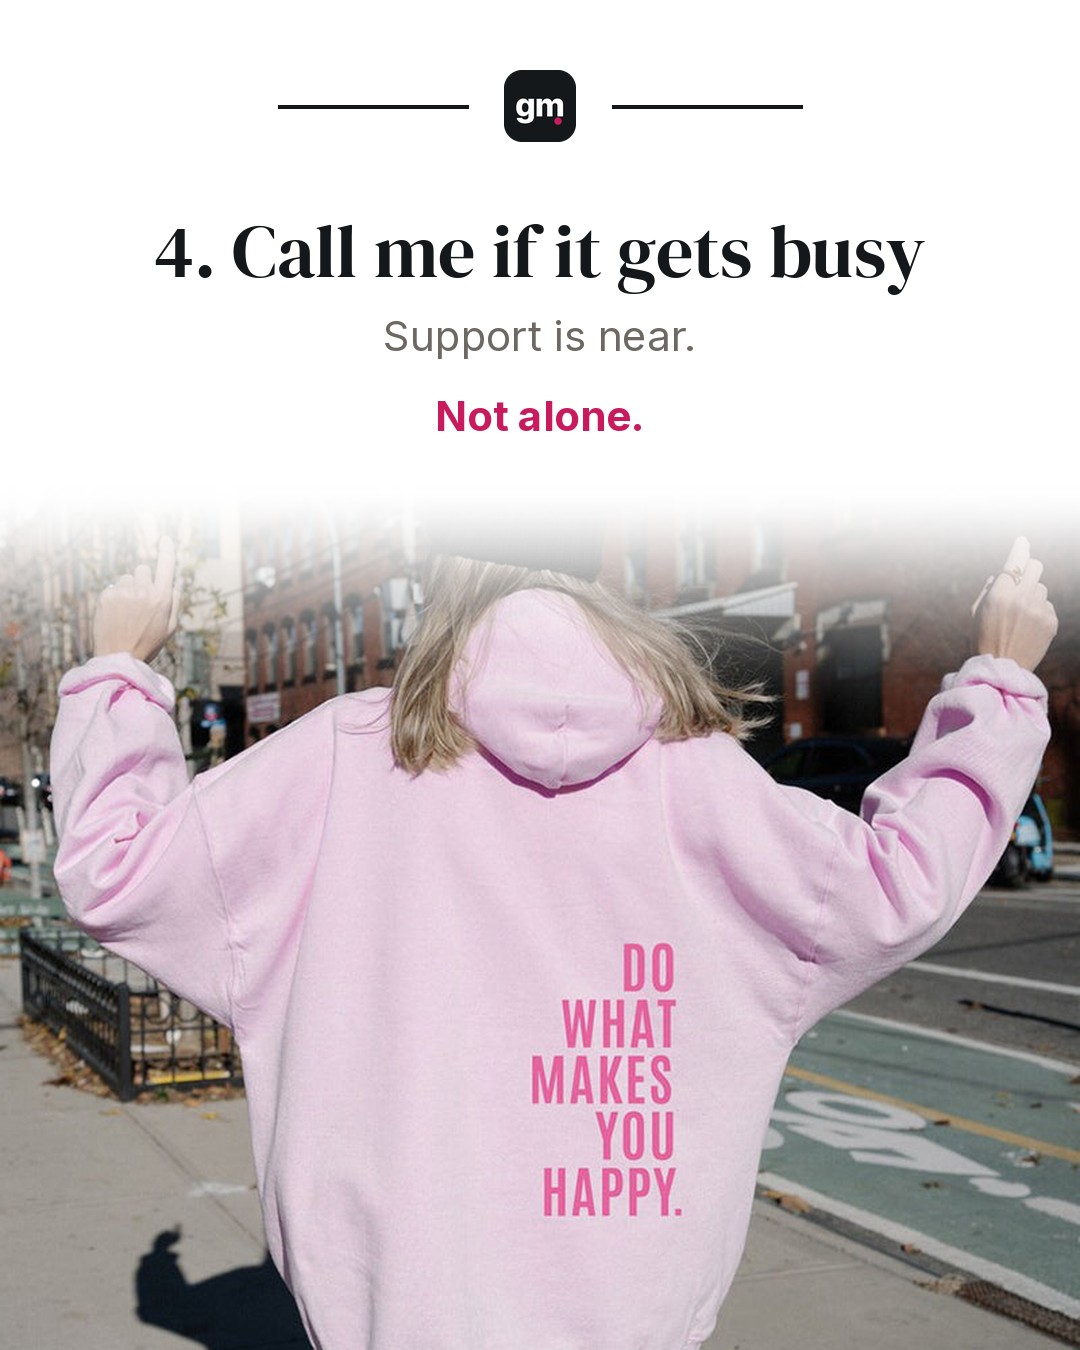 gm.
4. Call me if it gets busy
Support is near.
Not alone.
DO
WHAT
MAKES
YOU
HAPPY.